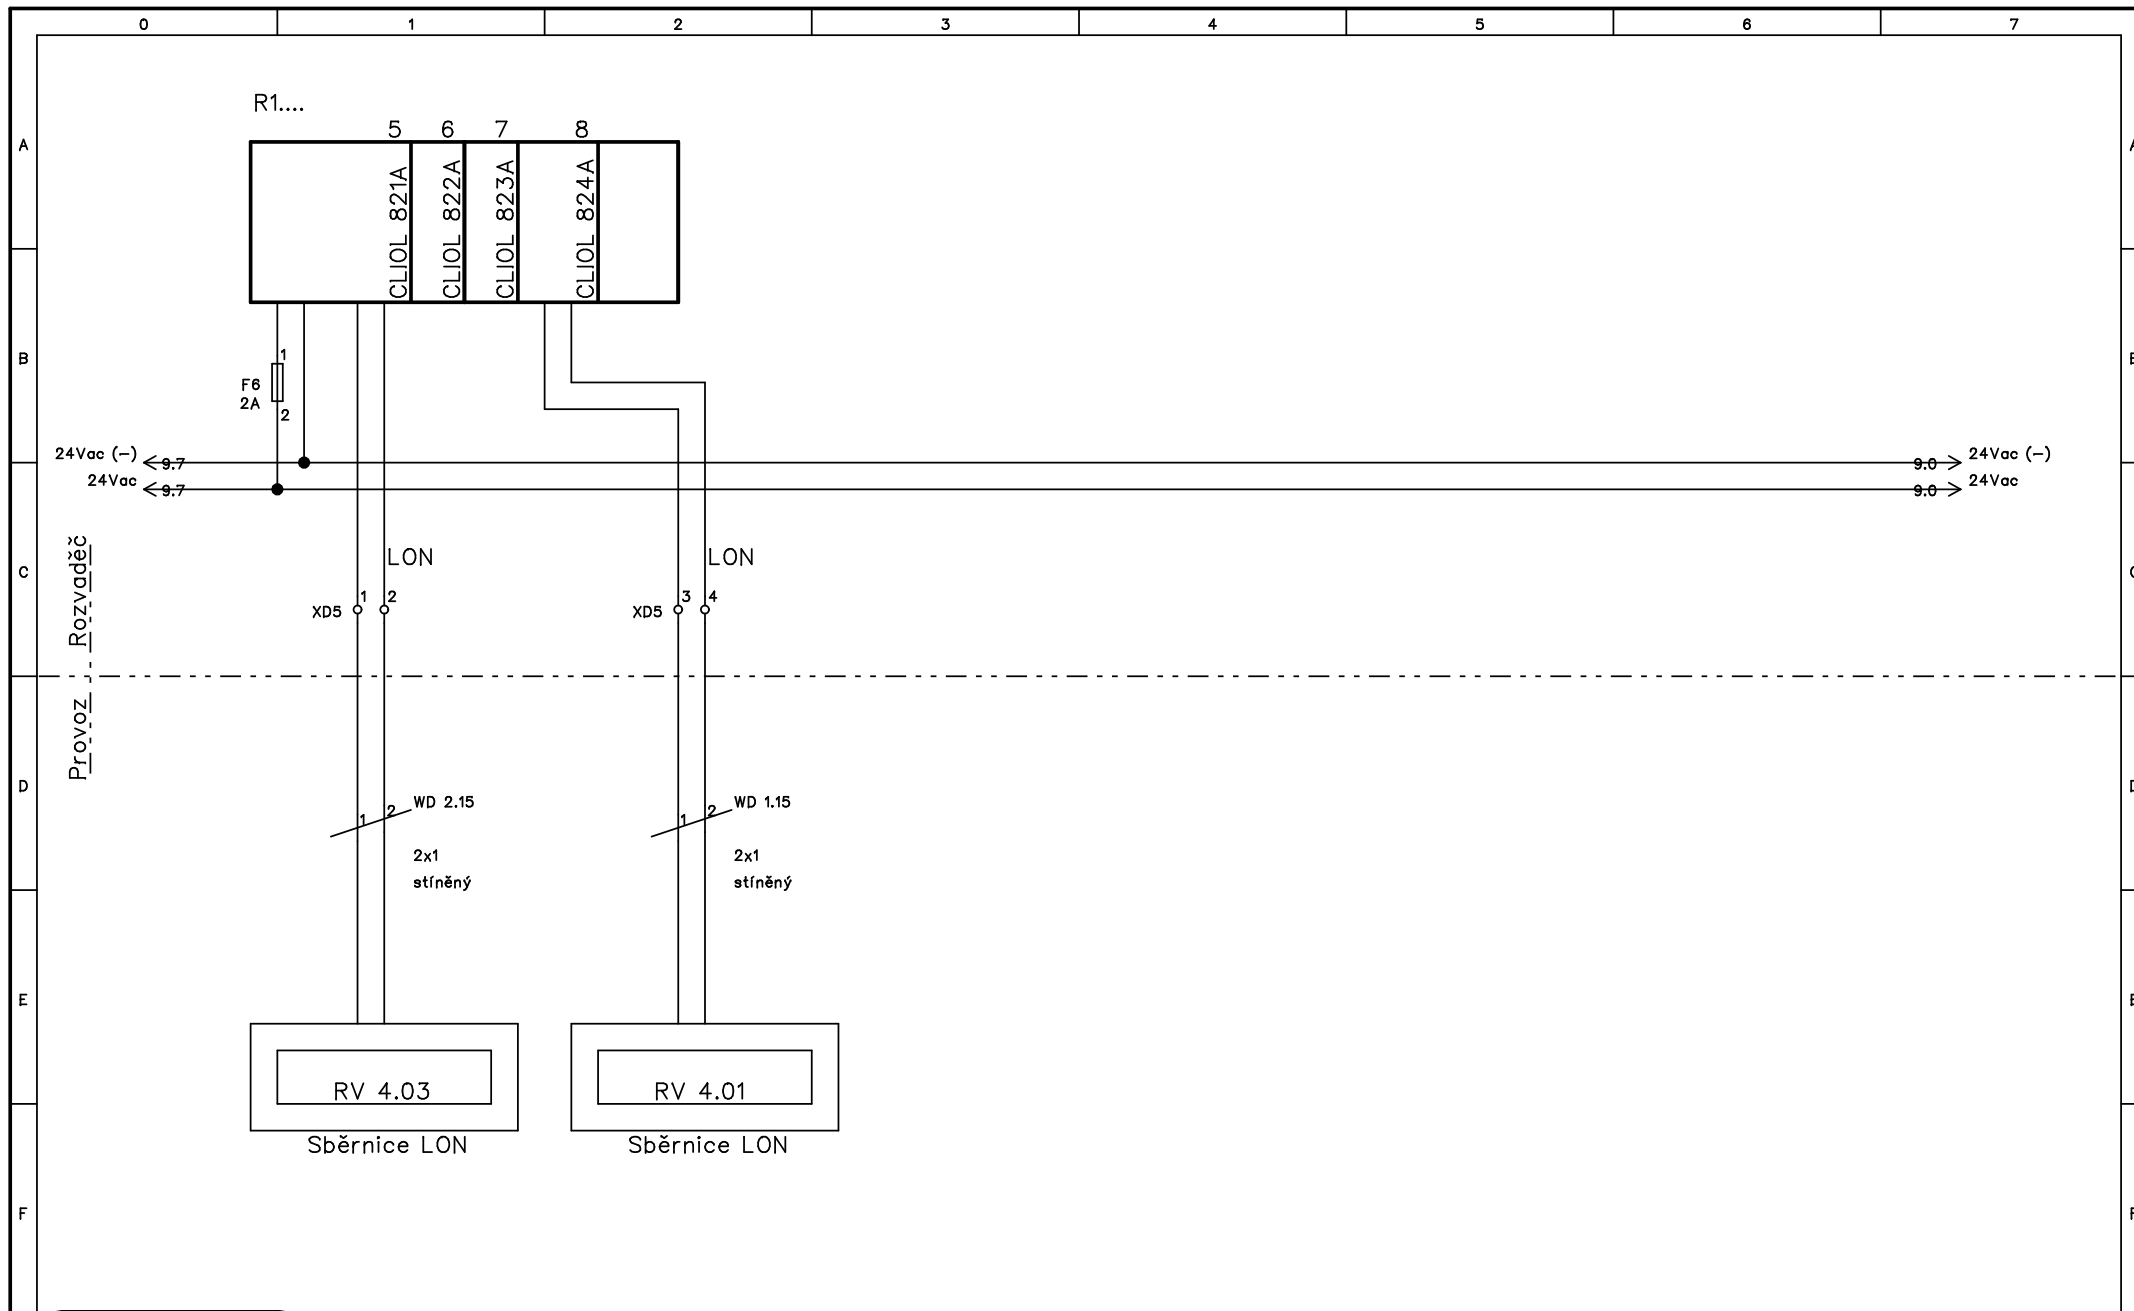 0 1 2 3 4 5 6 7
R1....
5 6 7 8
A
CLIOL 821A
CLIOL 822A
CLIOL 823A
CLIOL 824A
B
1
F6
2A
2
24Vac (-) 9.7 9.0 24Vac (-)
24Vac 9.7 9.0 24Vac
Rozvaděč
LON LON
C
XD5 1 2 XD5 3 4
Provoz
D
1 2 WD 2.15 1 2 WD 1.15
2x1 2x1
stíněný stíněný
E
RV 4.03 RV 4.01
Sběrnice LON Sběrnice LON
F